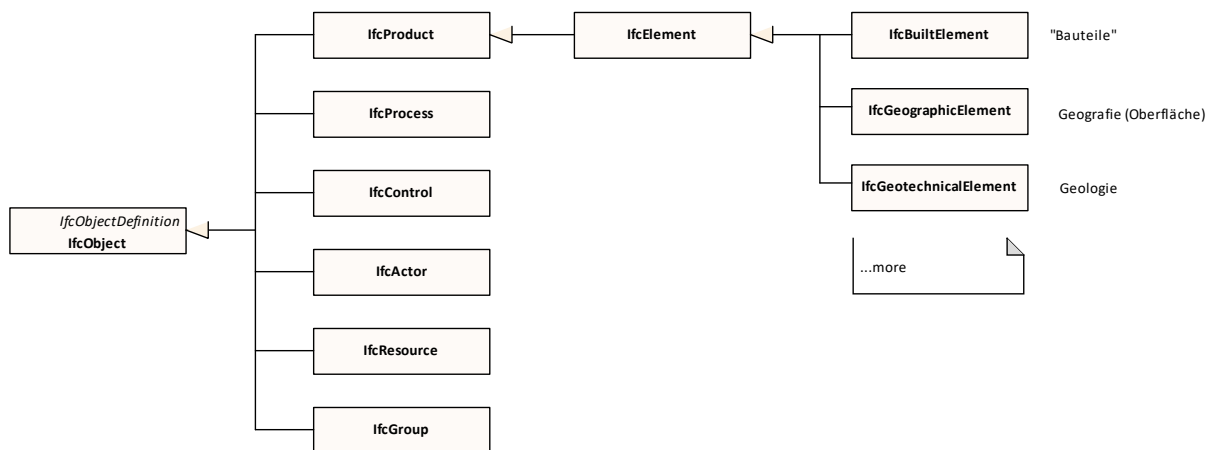 IfcProduct
IfcElement
IfcBuiltElement
"Bauteile"
IfcProcess
IfcGeographicElement
Geografie (Oberfläche)
IfcControl
IfcGeotechnicalElement
Geologie
IfcObjectDefinition
IfcObject
IfcActor
...more
IfcResource
IfcGroup